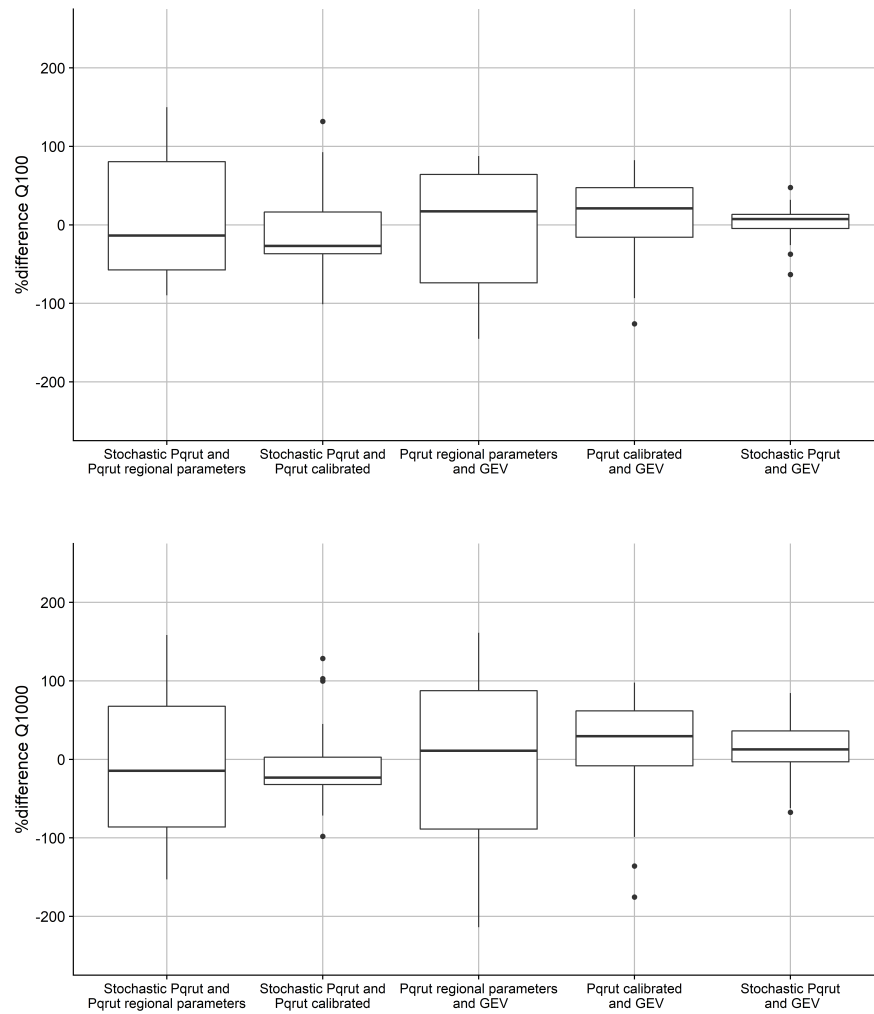 %difference Q100
200
100
0
-100
-200
Stochastic Pqrut and
Pqrut regional parameters
Stochastic Pqrut and
Pqrut calibrated
Pqrut regional parameters
and GEV
Pqrut calibrated
and GEV
Stochastic Pqrut
and GEV
%difference Q1000
200
100
0
-100
-200
Stochastic Pqrut and
Pqrut regional parameters
Stochastic Pqrut and
Pqrut calibrated
Pqrut regional parameters
and GEV
Pqrut calibrated
and GEV
Stochastic Pqrut
and GEV